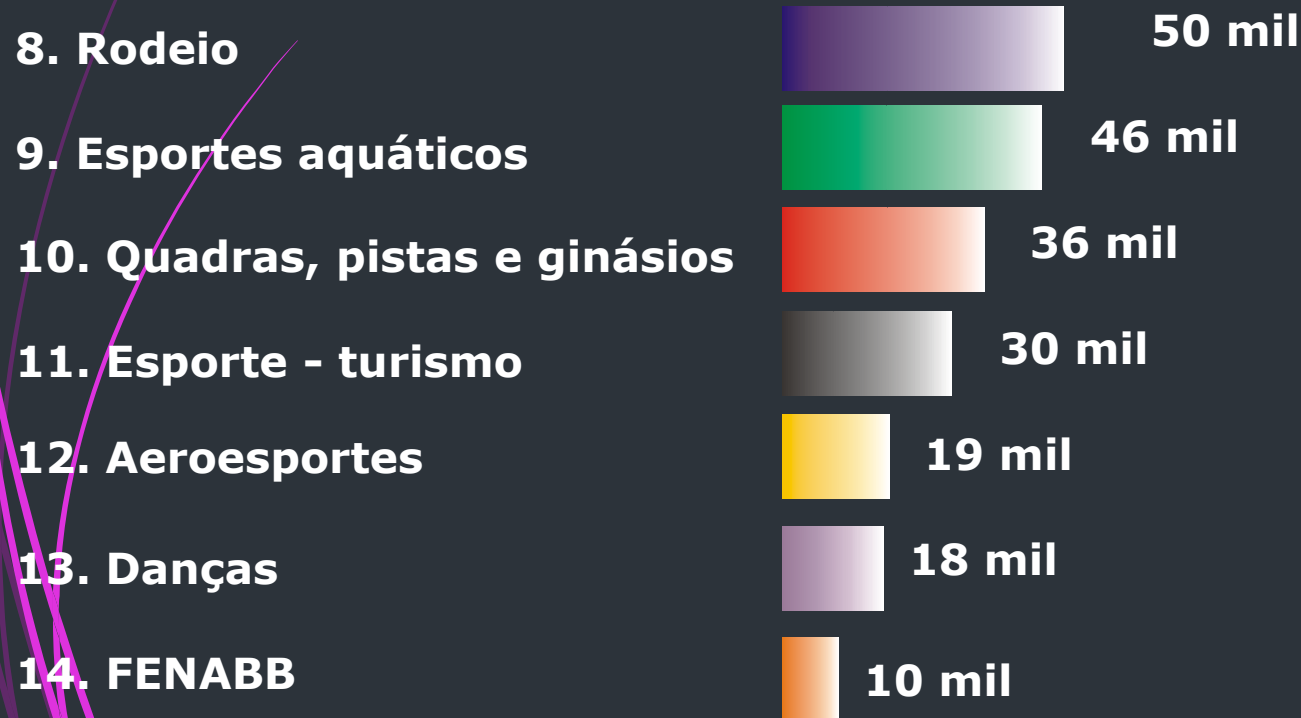 8. Rodeio 50 mil
9. Esportes aquáticos 46 mil
10. Quadras, pistas e ginásios 36 mil
11. Esporte - turismo 30 mil
12. Aeroesportes 19 mil
13. Danças 18 mil
14. FENABB 10 mil